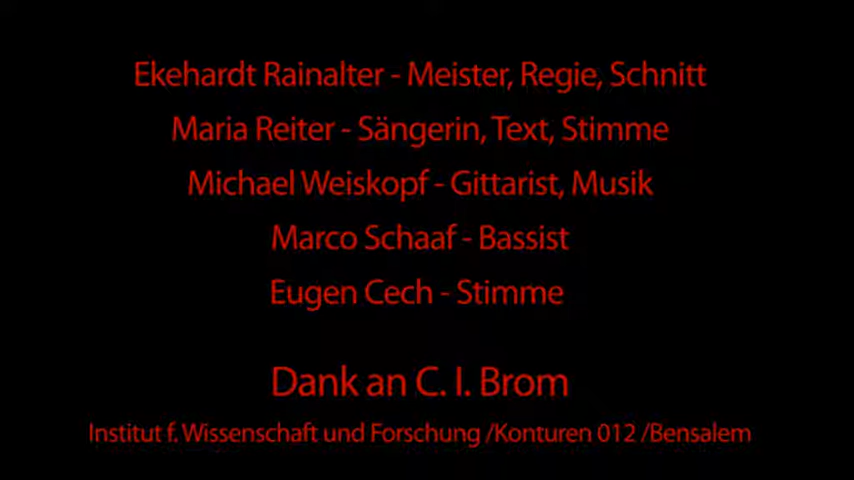 Ekehardt Rainalter - Meister, Regie, Schnitt
Maria Reiter - Sängerin, Text, Stimme
Michael Weiskopf - Gittarist, Musik
Marco Schaaf - Bassist
Eugen Cech - Stimme
Dank an C. I. Brom
Institut f. Wissenschaft und Forschung /Konturen 012 /Bensalem